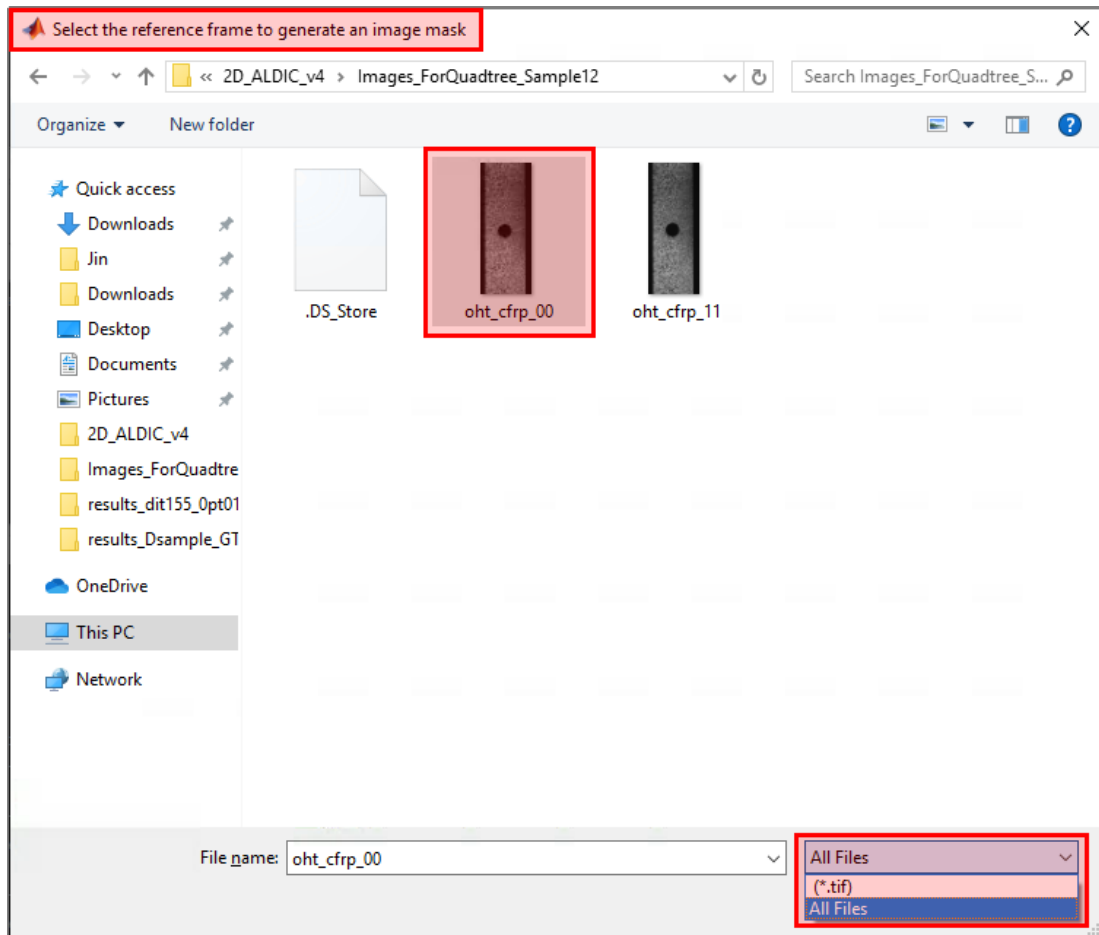 Select the reference frame to generate an image mask
« 2D_ALDIC_v4 › Images_ForQuadtree_Sample12
Search Images_ForQuadtree_S...
Organize
New folder
?
Quick access
Downloads
Jin
Downloads
Desktop
Documents
Pictures
2D_ALDIC_v4
Images_ForQuadtre
results_dit155_0pt01
results_Dsample_GT
OneDrive
This PC
Network
.DS_Store
oht_cfrp_00
oht_cfrp_11
File name: oht_cfrp_00
All Files
(*.tif)
All Files